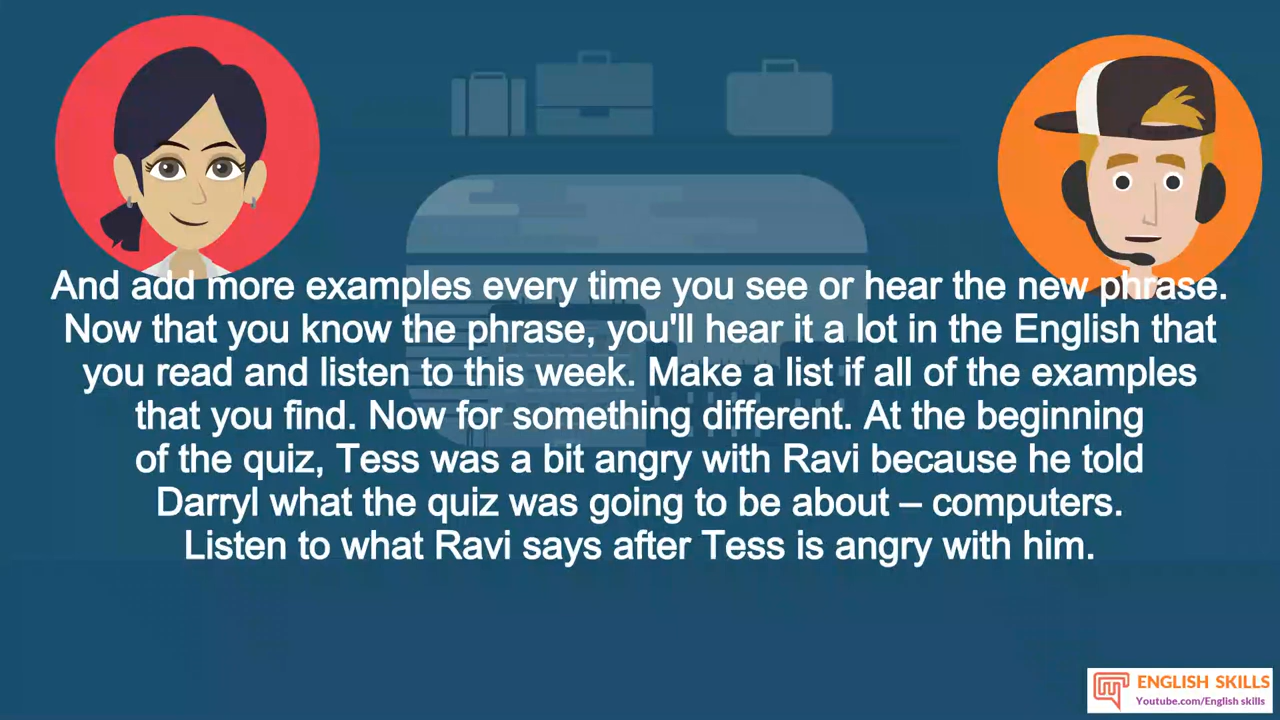 And add more examples every time you see or hear the new phrase.
Now that you know the phrase, you'll hear it a lot in the English that
you read and listen to this week. Make a list if all of the examples
that you find. Now for something different. At the beginning
of the quiz, Tess was a bit angry with Ravi because he told
Darryl what the quiz was going to be about – computers.
Listen to what Ravi says after Tess is angry with him.
ENGLISH SKILLS
Youtube.com/English skills